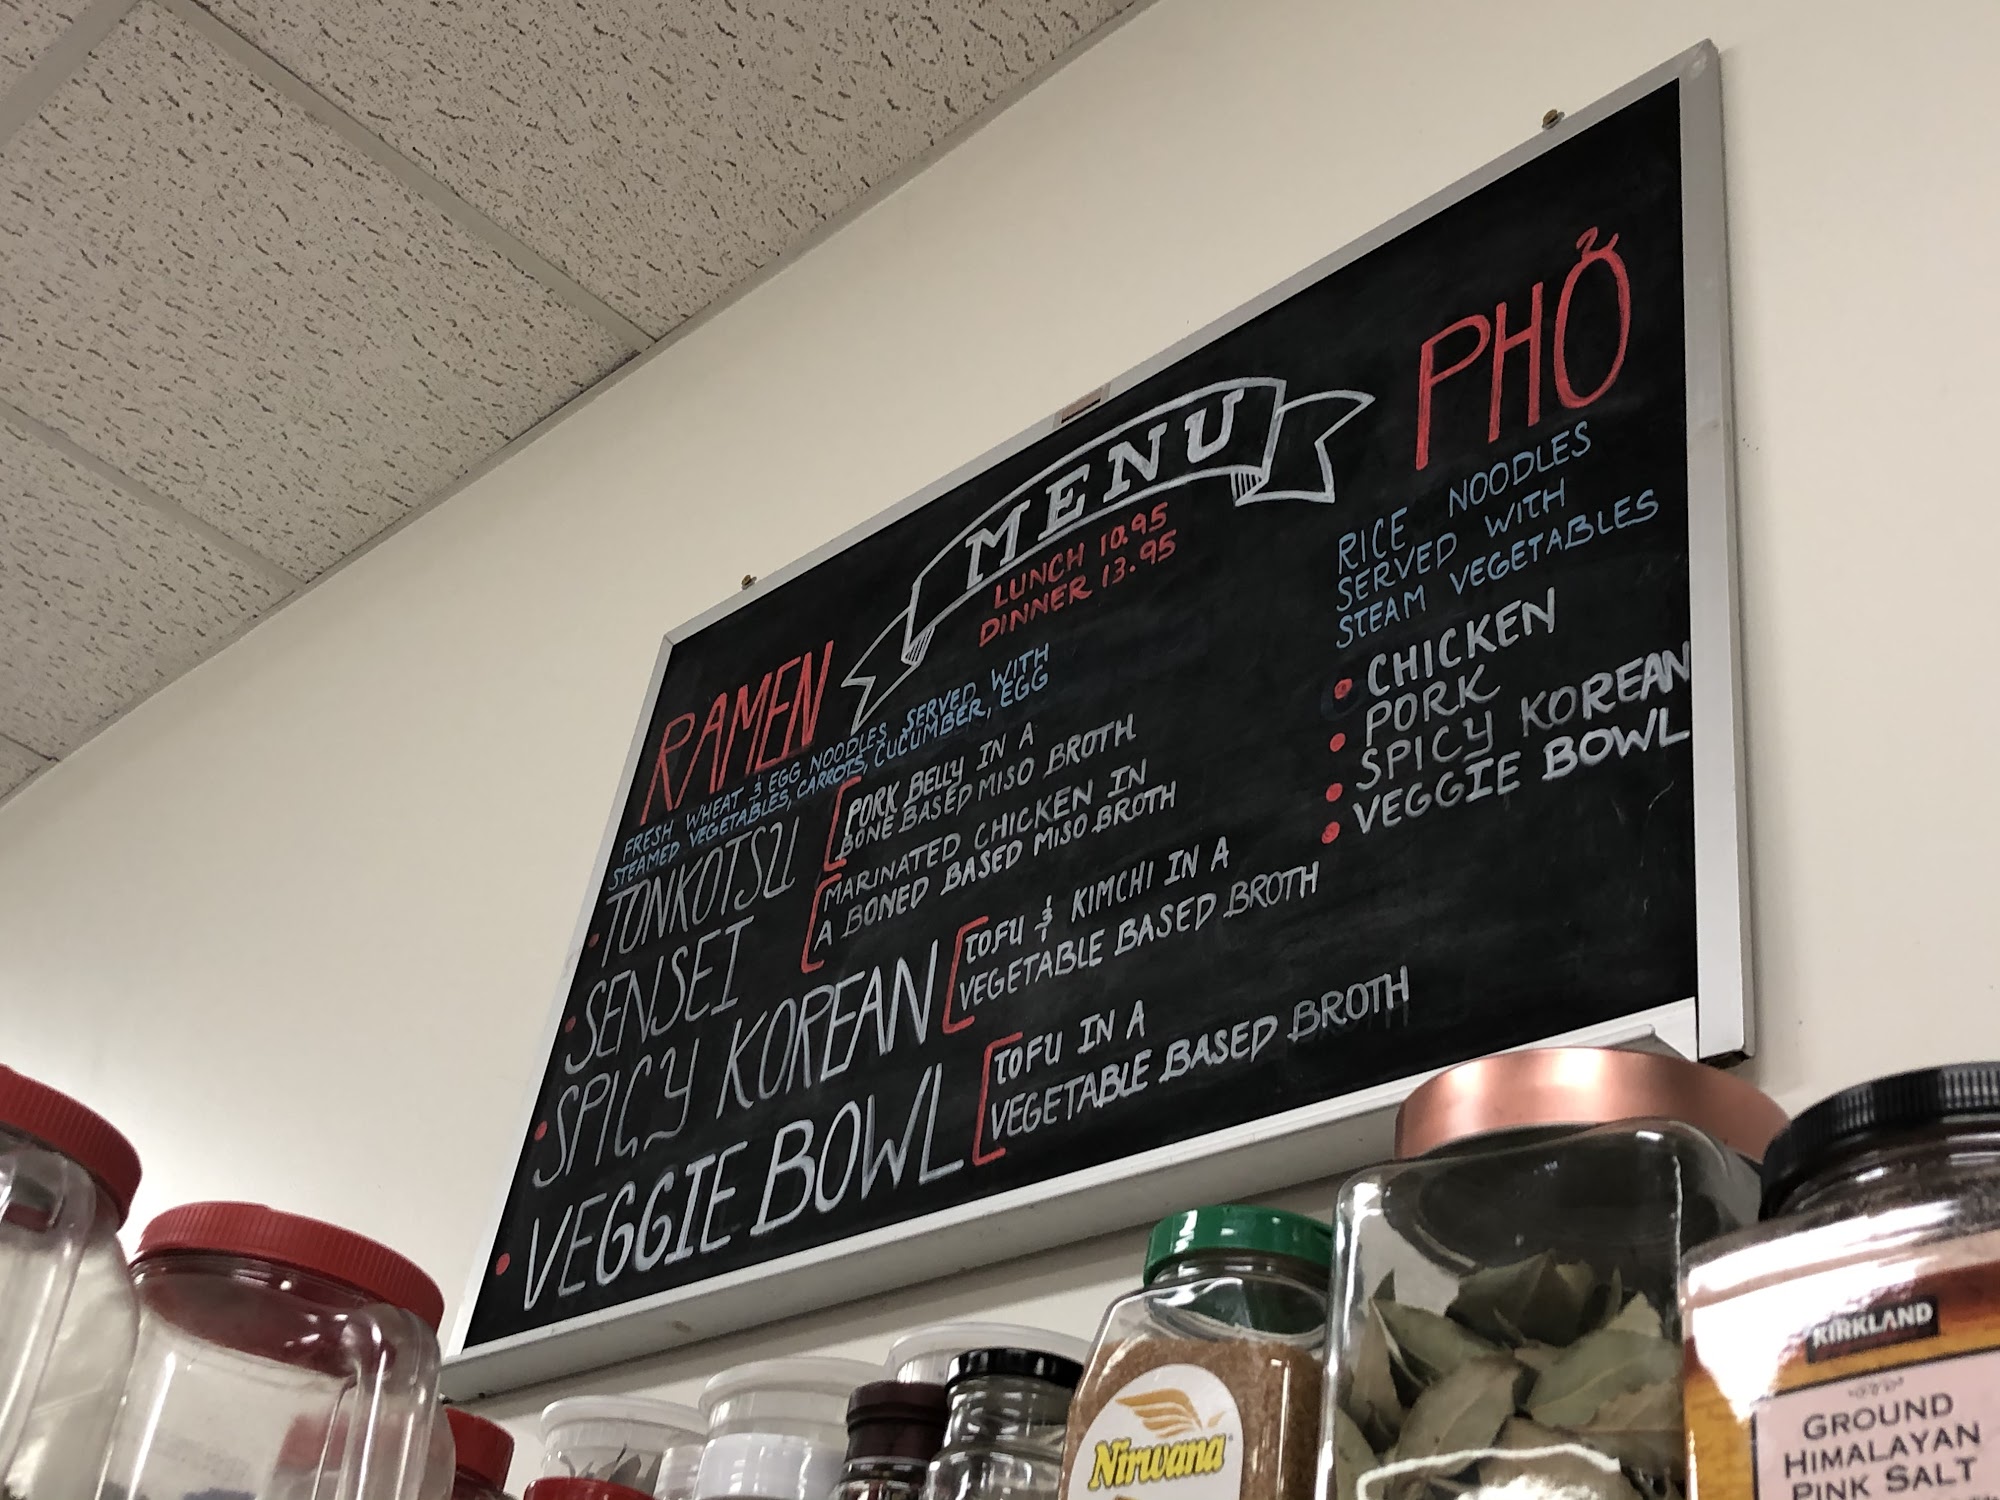 MENU
LUNCH 10.95
DINNER 13.95
RAMEN
FRESH WHEAT & EGG NOODLES SERVED WITH
STEAMED VEGETABLES, CARROTS, CUCUMBER, EGG
• TONKOTSU
PORK BELLY IN A
BONE BASED MISO BROTH
• SENSEI
MARINATED CHICKEN IN
A BONED BASED MISO BROTH
• SPICY KOREAN
TOFU & KIMCHI IN A
VEGETABLE BASED BROTH
• VEGGIE BOWL
TOFU IN A
VEGETABLE BASED BROTH
PHỞ
RICE NOODLES
SERVED WITH
STEAM VEGETABLES
• CHICKEN
• PORK
• SPICY KOREAN
• VEGGIE BOWL
Nirwana
KIRKLAND
GROUND
HIMALAYAN
PINK SALT